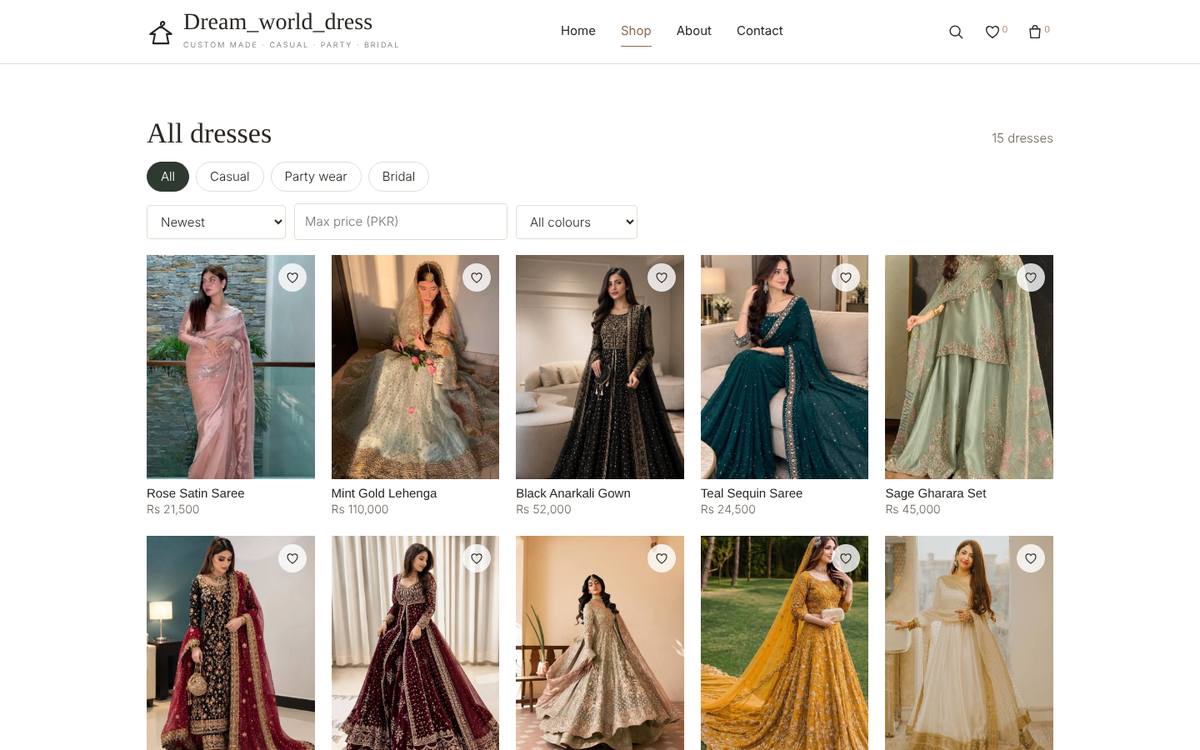 Dream_world_dress
CUSTOM MADE · CASUAL · PARTY · BRIDAL
Home Shop About Contact
0 0
All dresses
15 dresses
All Casual Party wear Bridal
Newest Max price (PKR) All colours
Rose Satin Saree
Rs 21,500
Mint Gold Lehenga
Rs 110,000
Black Anarkali Gown
Rs 52,000
Teal Sequin Saree
Rs 24,500
Sage Gharara Set
Rs 45,000